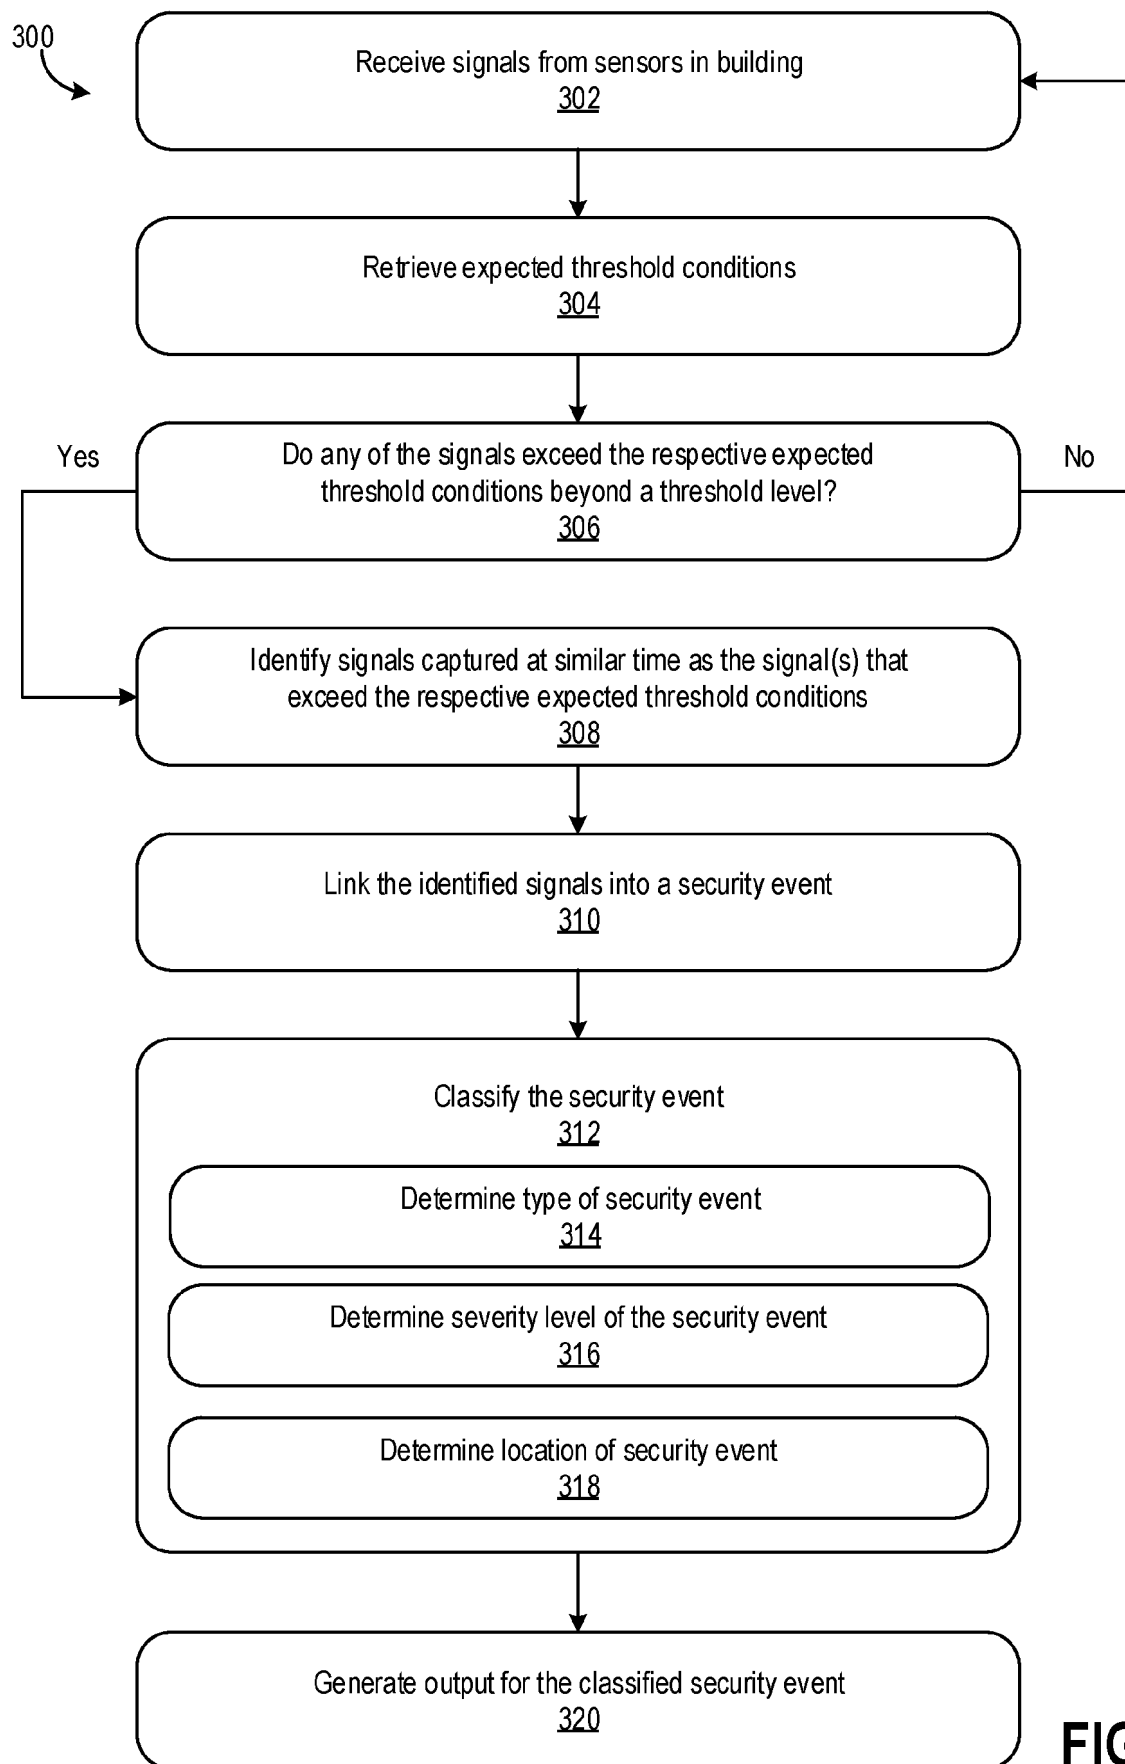 300
Receive signals from sensors in building
302
Retrieve expected threshold conditions
304
Yes
Do any of the signals exceed the respective expected
threshold conditions beyond a threshold level?
306
No
Identify signals captured at similar time as the signal(s) that
exceed the respective expected threshold conditions
308
Link the identified signals into a security event
310
Classify the security event
312
Determine type of security event
314
Determine severity level of the security event
316
Determine location of security event
318
Generate output for the classified security event
320
FIG